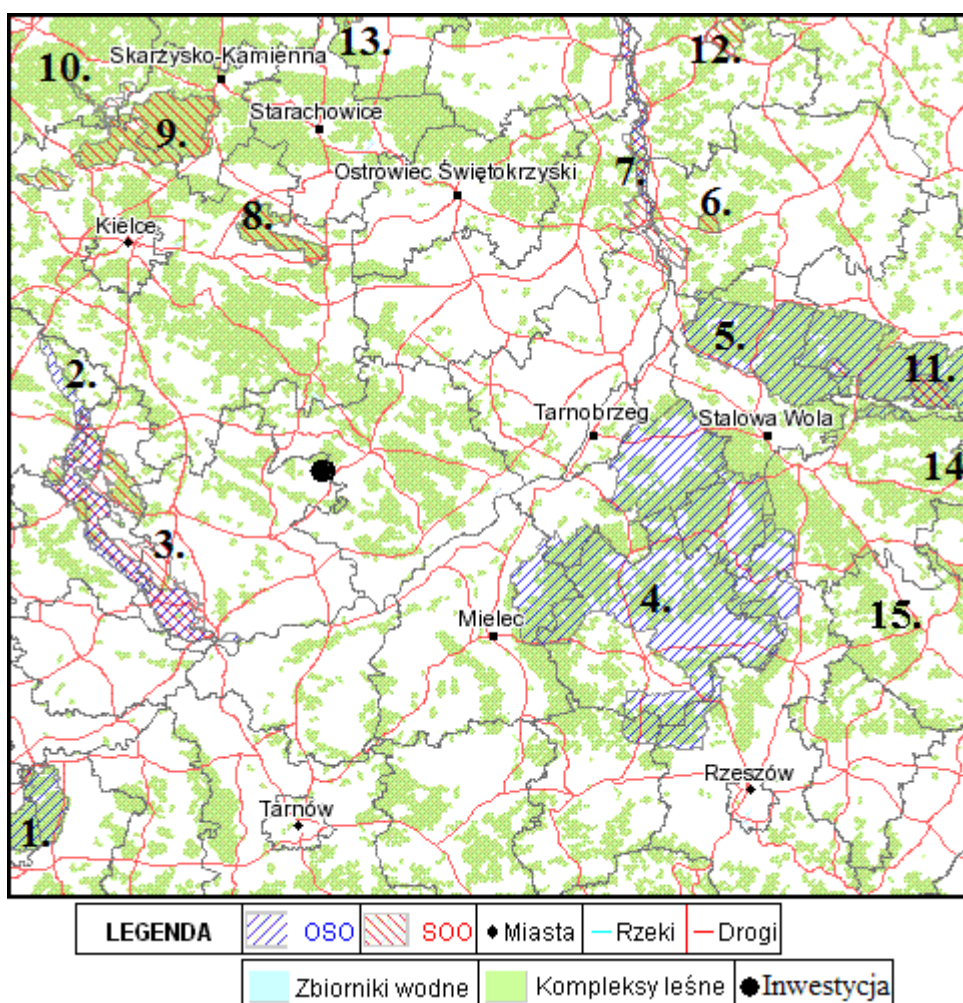 12.
13.
10.
Skarżysko-Kamienna
Starachowice
9.
Ostrowiec Świętokrzyski
7.
6.
8.
Kielce
5.
11.
2.
Tarnobrzeg
Stalowa Wola
14
3.
4.
Mielec
15.
Rzeszów
Tarnów
1.
LEGENDA OSO SOO Miasta Rzeki Drogi
Zbiorniki wodne Kompleksy leśne Inwestycja